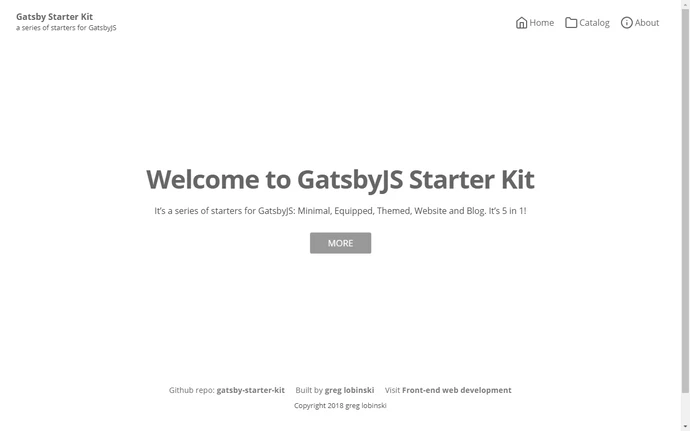 Gatsby Starter Kit
a series of starters for GatsbyJS
Home Catalog About
Welcome to GatsbyJS Starter Kit
It's a series of starters for GatsbyJS: Minimal, Equipped, Themed, Website and Blog. It's 5 in 1!
MORE
Github repo: gatsby-starter-kit Built by greg lobinski Visit Front-end web development
Copyright 2018 greg lobinski